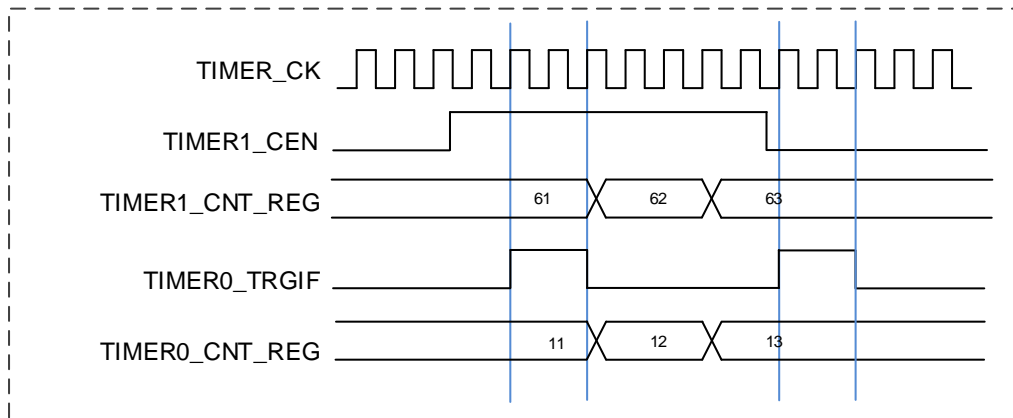 TIMER_CK
TIMER1_CEN
TIMER1_CNT_REG 61 62 63
TIMER0_TRGIF
TIMER0_CNT_REG 11 12 13